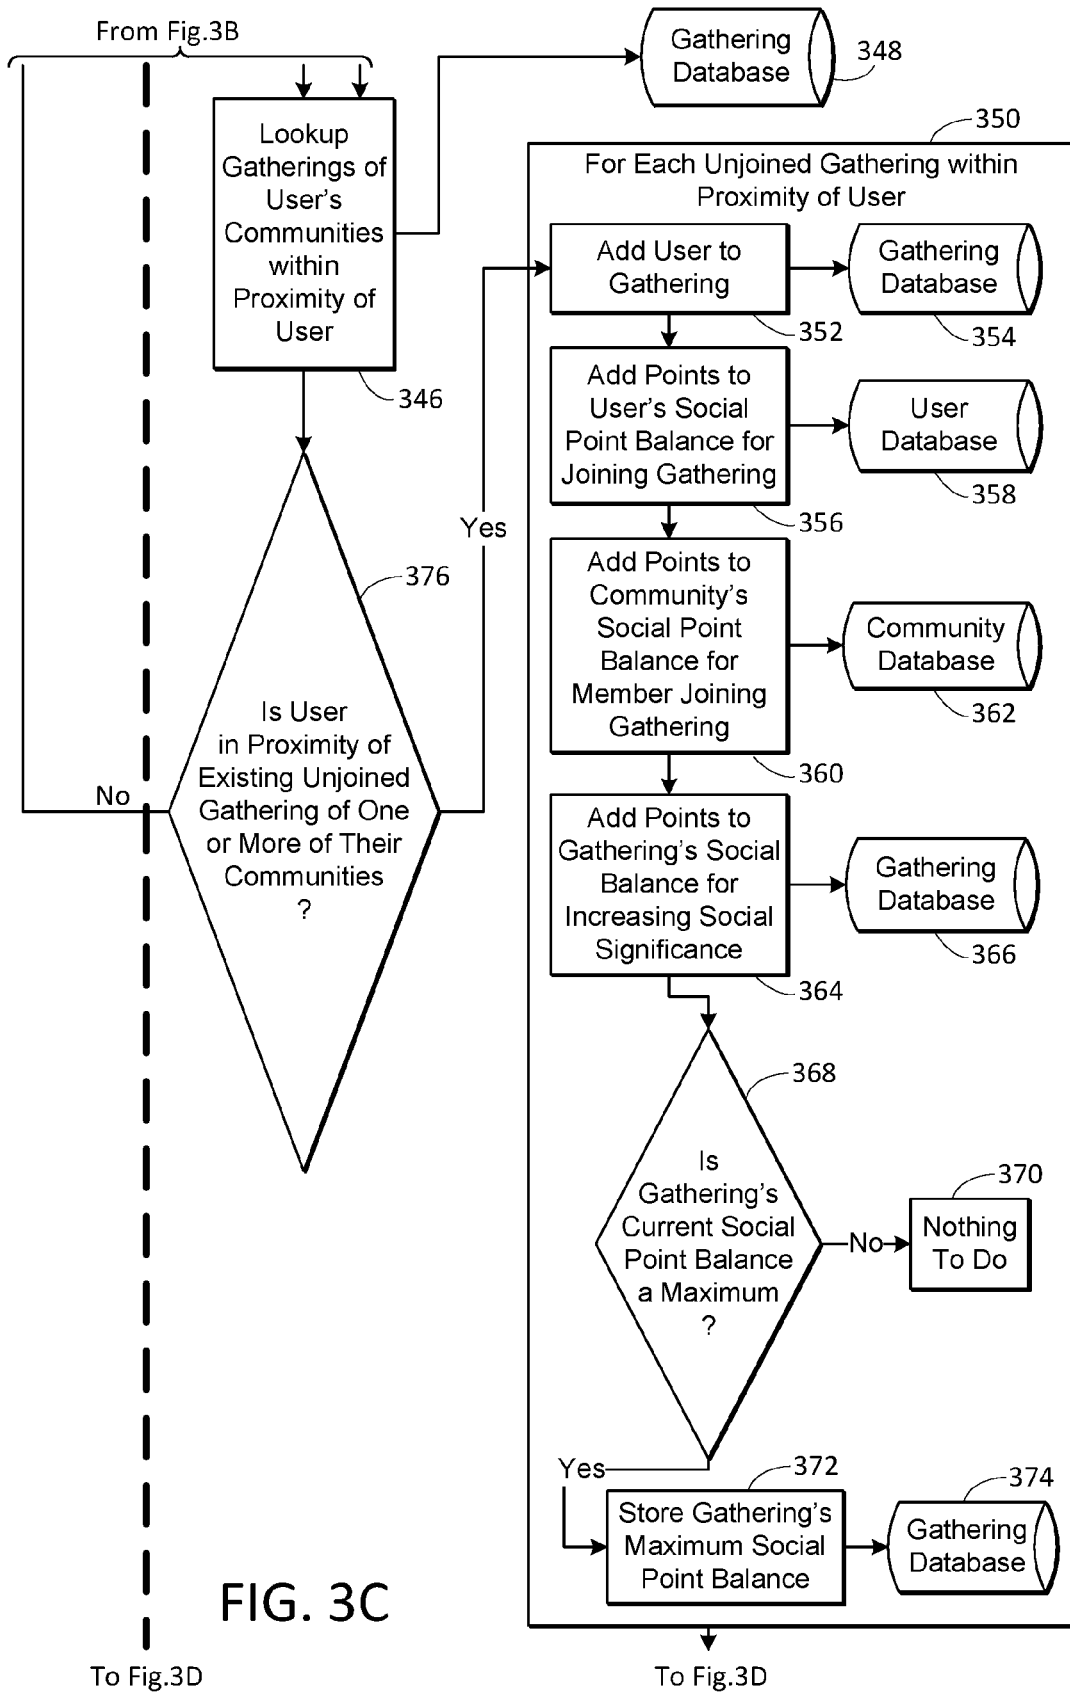 From Fig.3B
Gathering
Database
348
Lookup
Gatherings of
User's
Communities
within
Proximity of
User
346
350
For Each Unjoined Gathering within
Proximity of User
Add User to
Gathering
352
Gathering
Database
354
Add Points to
User's Social
Point Balance for
Joining Gathering
356
User
Database
358
Yes
376
Is User
in Proximity of
Existing Unjoined
Gathering of One
or More of Their
Communities
?
No
Add Points to
Community's
Social Point
Balance for
Member Joining
Gathering
360
Community
Database
362
Add Points to
Gathering's Social
Balance for
Increasing Social
Significance
364
Gathering
Database
366
368
Is
Gathering's
Current Social
Point Balance
a Maximum
?
No
370
Nothing
To Do
Yes
372
Store Gathering's
Maximum Social
Point Balance
374
Gathering
Database
FIG. 3C
To Fig.3D
To Fig.3D